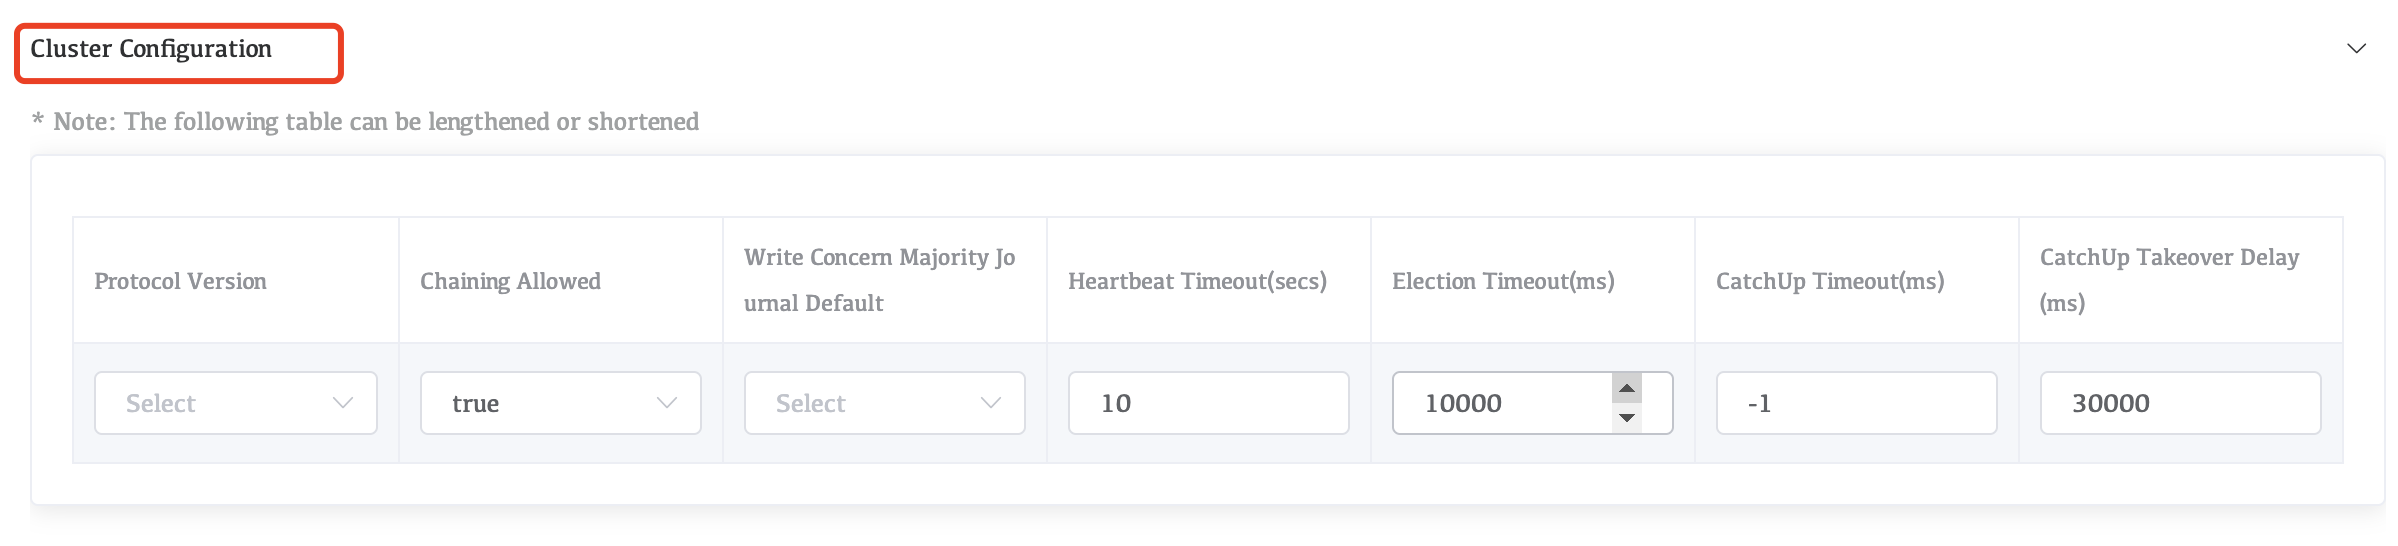 Cluster Configuration
* Note: The following table can be lengthened or shortened
Protocol Version
Chaining Allowed
Write Concern Majority Jo
urnal Default
Heartbeat Timeout(secs)
Election Timeout(ms)
CatchUp Timeout(ms)
CatchUp Takeover Delay
(ms)
Select
true
Select
10
10000
-1
30000